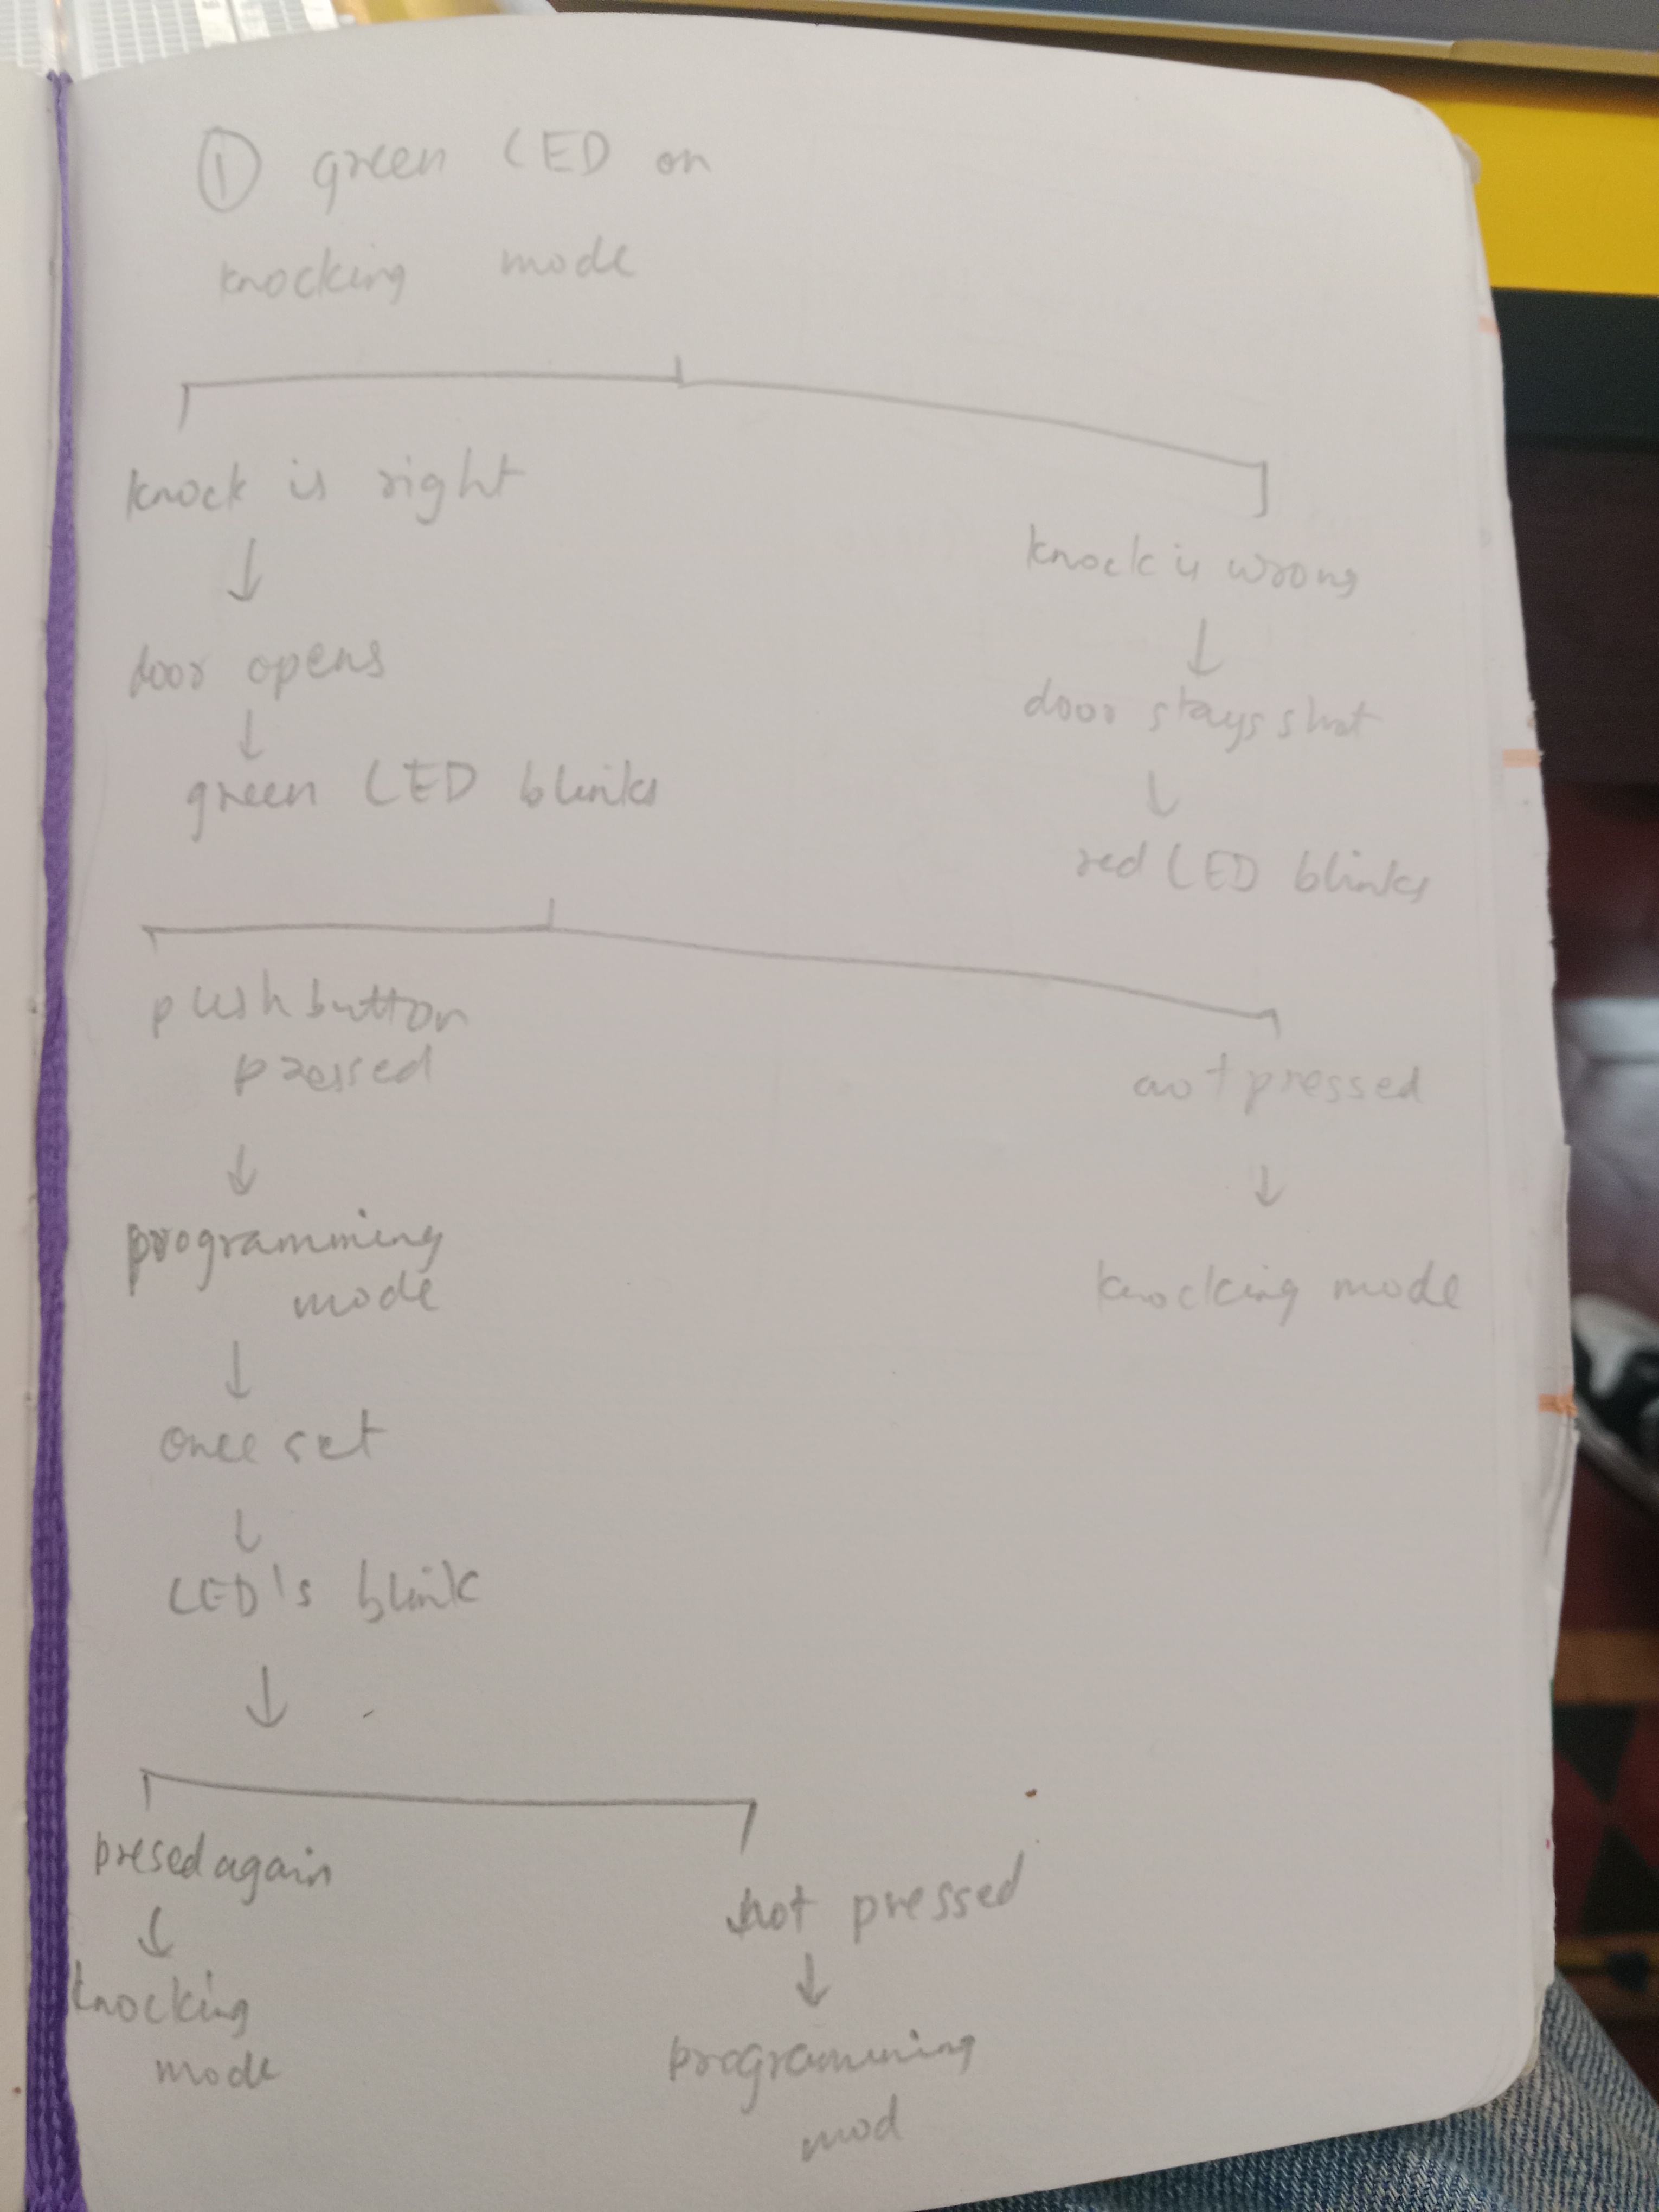 ① green LED on
knocking mode
knock is right
knock is wrong
↓
↓
door opens
door stays shut
↓
↓
green LED blinks
red LED blinks
push button
pressed
not pressed
↓
↓
programming
mode
knocking mode
↓
once set
↓
LED's blink
↓
presed again
not pressed
↓
↓
knocking
mode
programming
mod